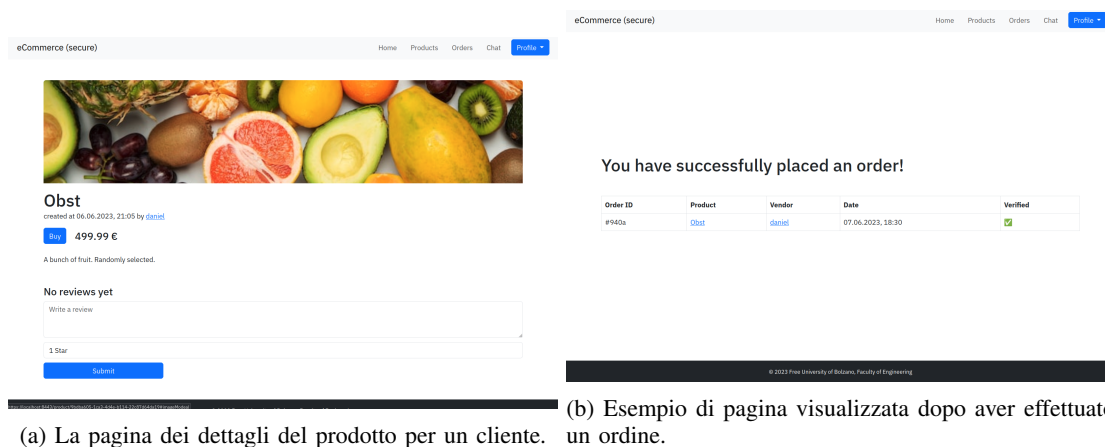 eCommerce (secure)
Home Products Orders Chat Profile
Obst
created at 06.06.2023, 21:05 by daniel
Buy 499.99 €
A bunch of fruit. Randomly selected.
No reviews yet
Write a review
1 Star
Submit
(a) La pagina dei dettagli del prodotto per un cliente.
eCommerce (secure)
Home Products Orders Chat Profile
You have successfully placed an order!
Order ID Product Vendor Date Verified
#940a Obst daniel 07.06.2023, 18:30
© 2023 Free University of Bolzano, Faculty of Engineering
(b) Esempio di pagina visualizzata dopo aver effettuato
un ordine.